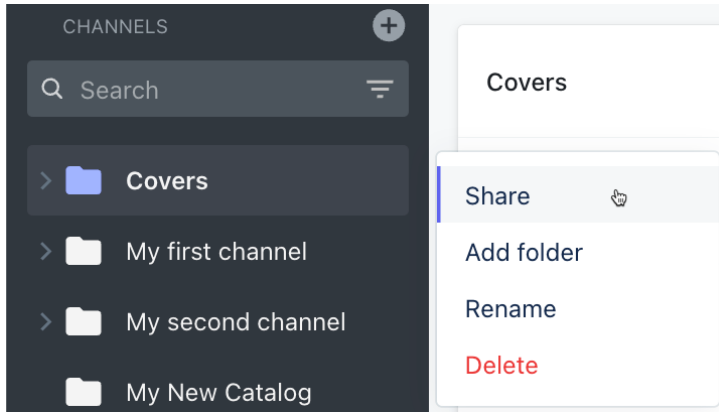 CHANNELS
Search
Covers
My first channel
My second channel
My New Catalog
Covers
Share
Add folder
Rename
Delete